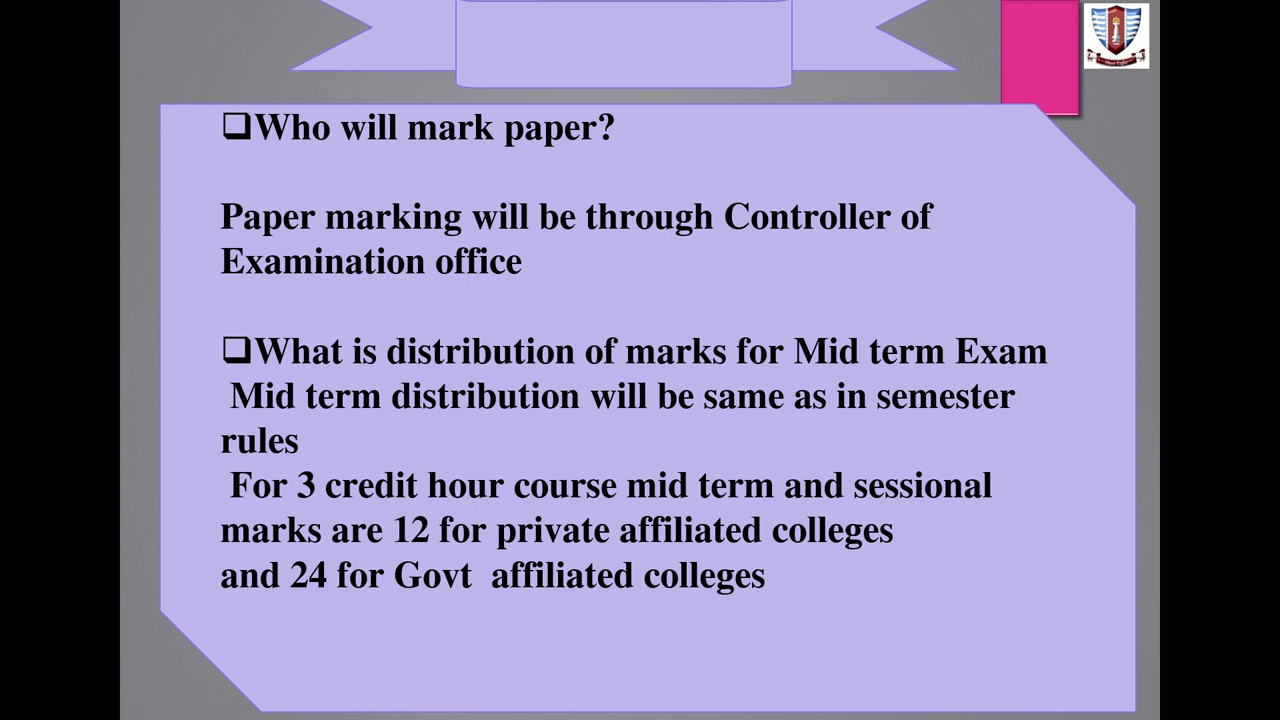 ❑Who will mark paper?
Paper marking will be through Controller of
Examination office
❑What is distribution of marks for Mid term Exam
Mid term distribution will be same as in semester
rules
For 3 credit hour course mid term and sessional
marks are 12 for private affiliated colleges
and 24 for Govt affiliated colleges